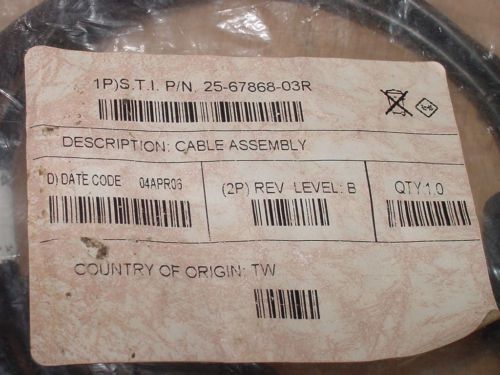 1P)S.T.I. P/N. 25-67868-03R
DESCRIPTION: CABLE ASSEMBLY
D) DATE CODE 04APR06
(2P) REV LEVEL: B
QTY 1.0
COUNTRY OF ORIGIN: TW